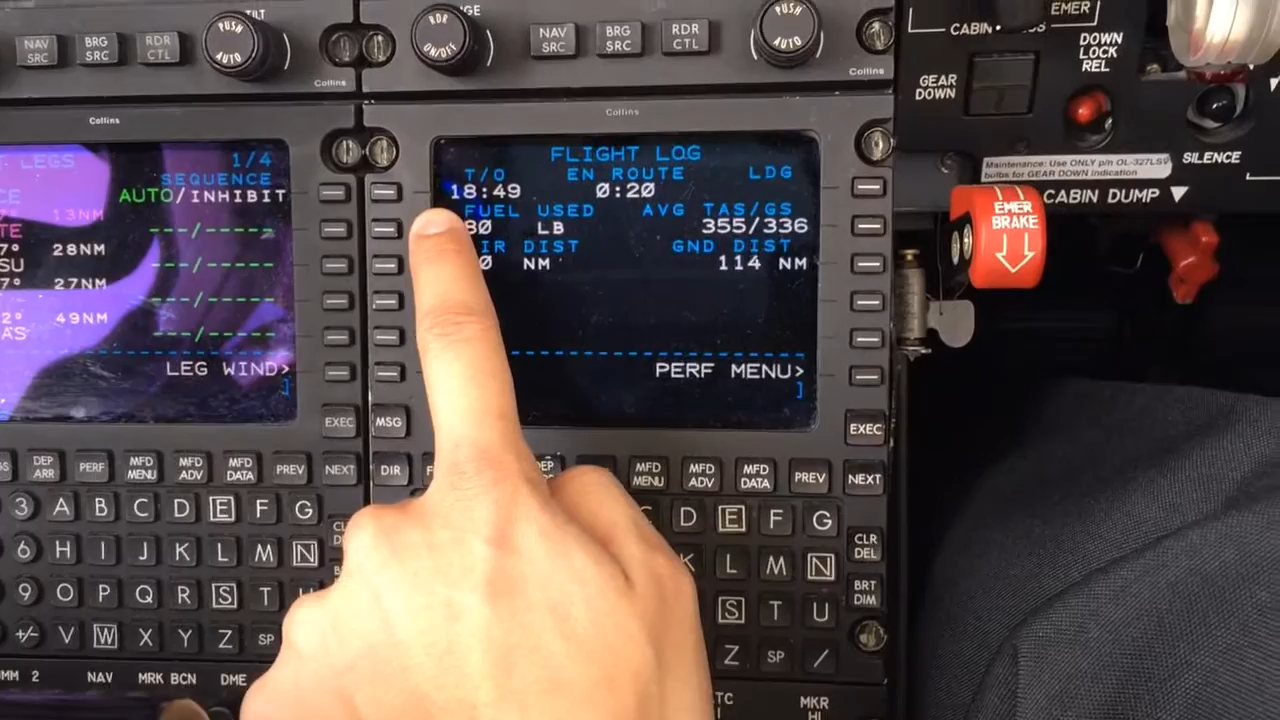 TILT
PUSH
AUTO
NAV SRC
BRG SRC
RDR CTL
Collins
RDR
ON/OFF
NAV SRC
BRG SRC
RDR CTL
PUSH
AUTO
Collins
EMER
CABIN
DOWN LOCK REL
GEAR DOWN
Maintenance: Use ONLY p/n OL-327LSV
bulbs for GEAR DOWN indication
SILENCE
CABIN DUMP
EMER BRAKE
Collins
LEGS 1/4
SEQUENCE
AUTO/INHIBIT
13NM
---/-----
28NM
---/-----
27NM
---/-----
49NM
---/-----
LEG WIND>
]
Collins
FLIGHT LOG
T/O EN ROUTE LDG
18:49 0:20
FUEL USED AVG TAS/GS
LB 355/336
DIST GND DIST
NM 114 NM
PERF MENU>
]
EXEC
MSG
EXEC
DEP ARR
PERF
MFD MENU
MFD ADV
MFD DATA
PREV
NEXT
DIR
MFD MENU
MFD ADV
MFD DATA
PREV
NEXT
3 A B C D E F G
6 H I J K L M N
9 O P Q R S T
+/- V W X Y Z SP
D E F G
L M N
S T U
Z SP /
CLR DEL
BRT DIM
NAV
MRK BCN
DME
MKR
HI